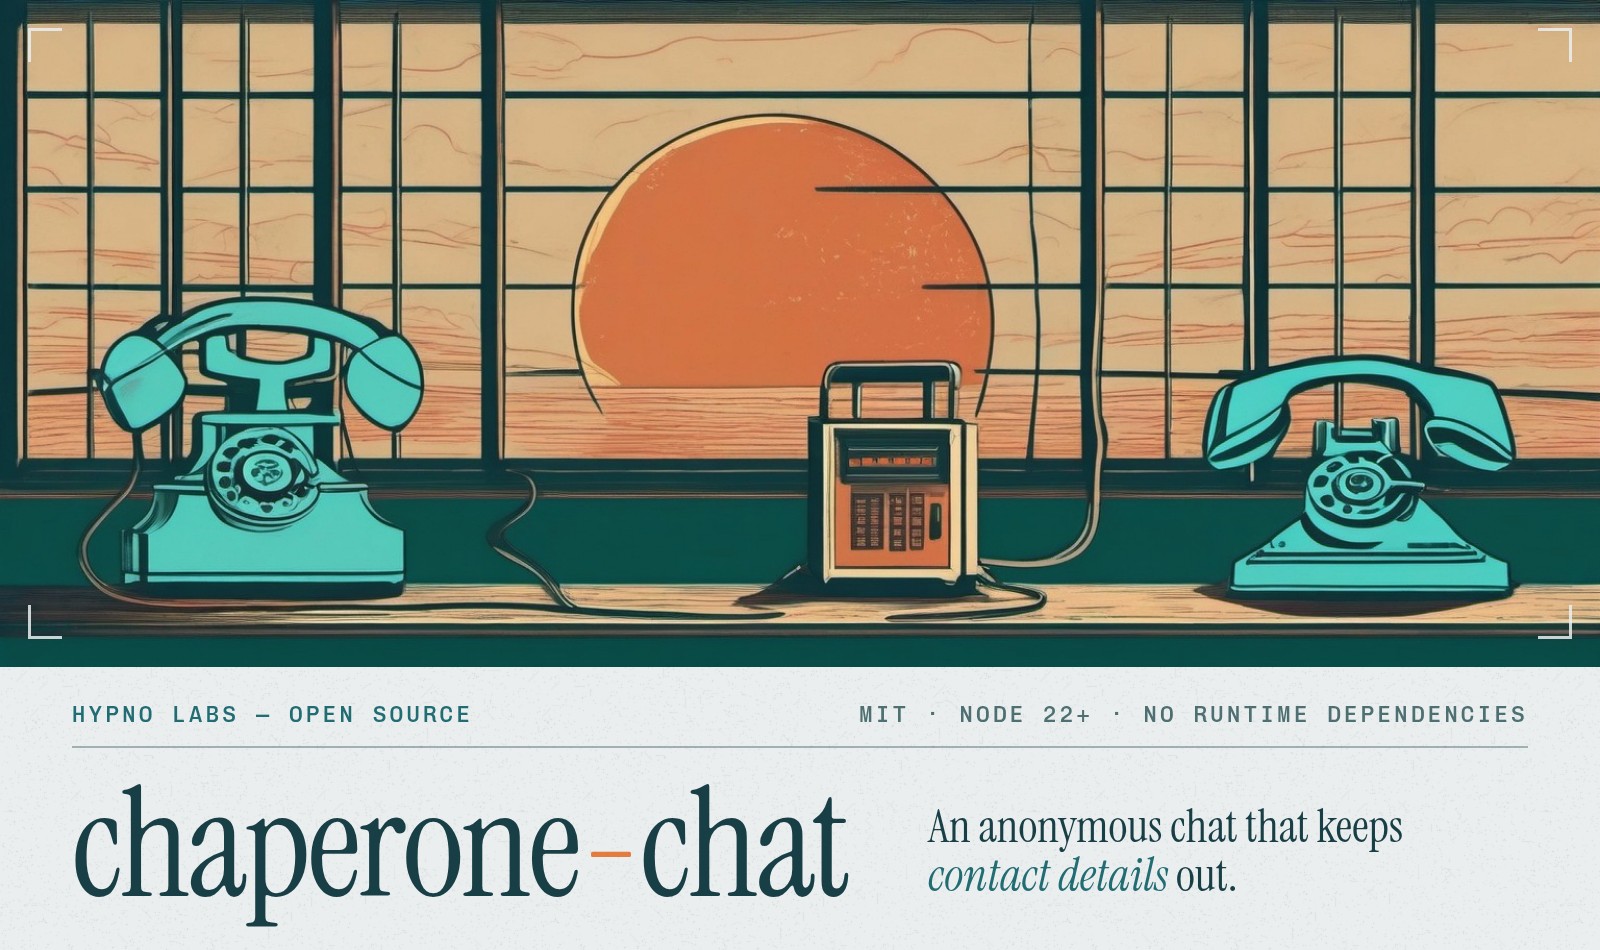 HYPNO LABS — OPEN SOURCE
MIT · NODE 22+ · NO RUNTIME DEPENDENCIES
chaperone-chat
An anonymous chat that keeps
contact details out.